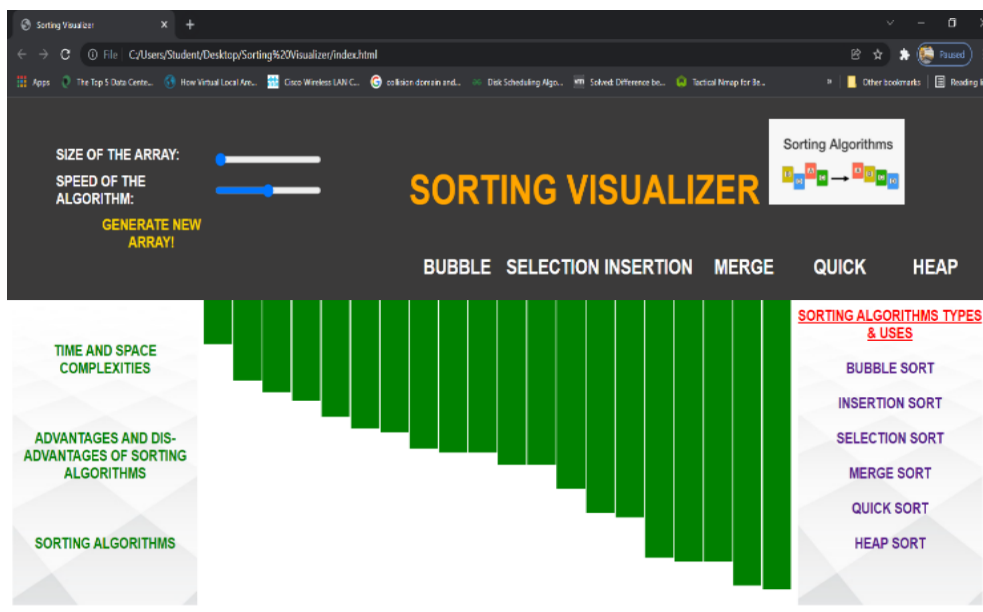 Sorting Visualizer
File C:/Users/Student/Desktop/Sorting%20Visualizer/index.html
Paused
Apps The Top 5 Data Cente... How Virtual Local Are... Cisco Wireless LAN C... collision domain and... Disk Scheduling Algo... Solved: Difference be... Tactical Nmap for Be... » Other bookmarks Reading li
SIZE OF THE ARRAY:
SPEED OF THE
ALGORITHM:
GENERATE NEW
ARRAY!
SORTING VISUALIZER
Sorting Algorithms
BUBBLE SELECTION INSERTION MERGE QUICK HEAP
TIME AND SPACE
COMPLEXITIES
ADVANTAGES AND DIS-
ADVANTAGES OF SORTING
ALGORITHMS
SORTING ALGORITHMS
SORTING ALGORITHMS TYPES
& USES
BUBBLE SORT
INSERTION SORT
SELECTION SORT
MERGE SORT
QUICK SORT
HEAP SORT